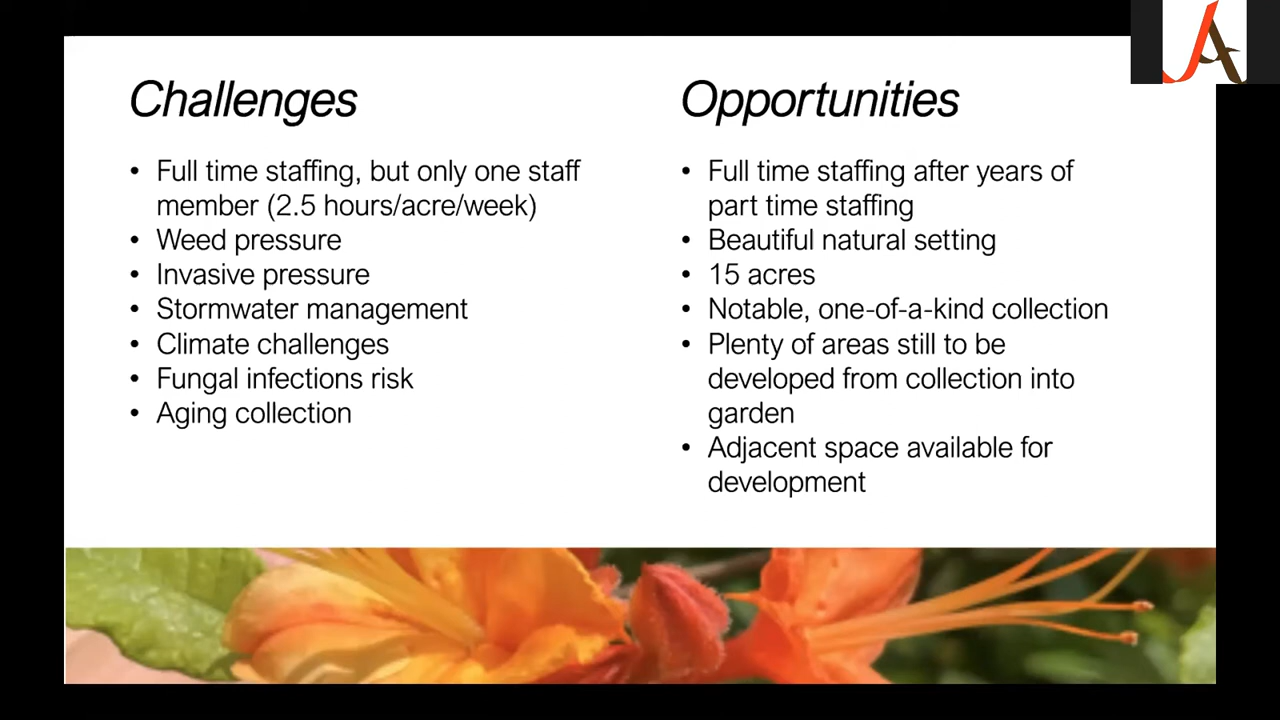 Challenges
• Full time staffing, but only one staff
member (2.5 hours/acre/week)
• Weed pressure
• Invasive pressure
• Stormwater management
• Climate challenges
• Fungal infections risk
• Aging collection
Opportunities
• Full time staffing after years of
part time staffing
• Beautiful natural setting
• 15 acres
• Notable, one-of-a-kind collection
• Plenty of areas still to be
developed from collection into
garden
• Adjacent space available for
development